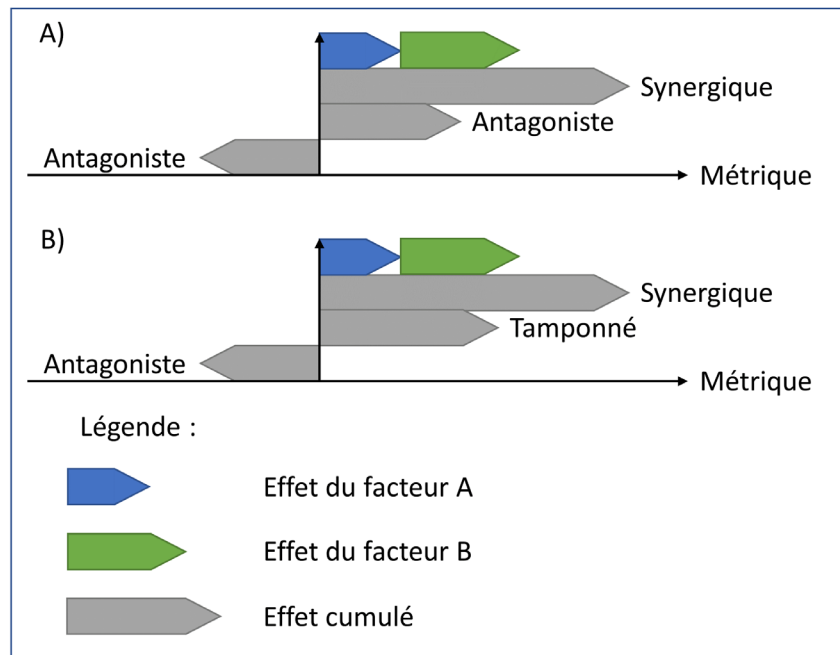 A)
Synergique
Antagoniste
Antagoniste
Métrique
B)
Synergique
Tamponné
Antagoniste
Métrique
Légende :
Effet du facteur A
Effet du facteur B
Effet cumulé